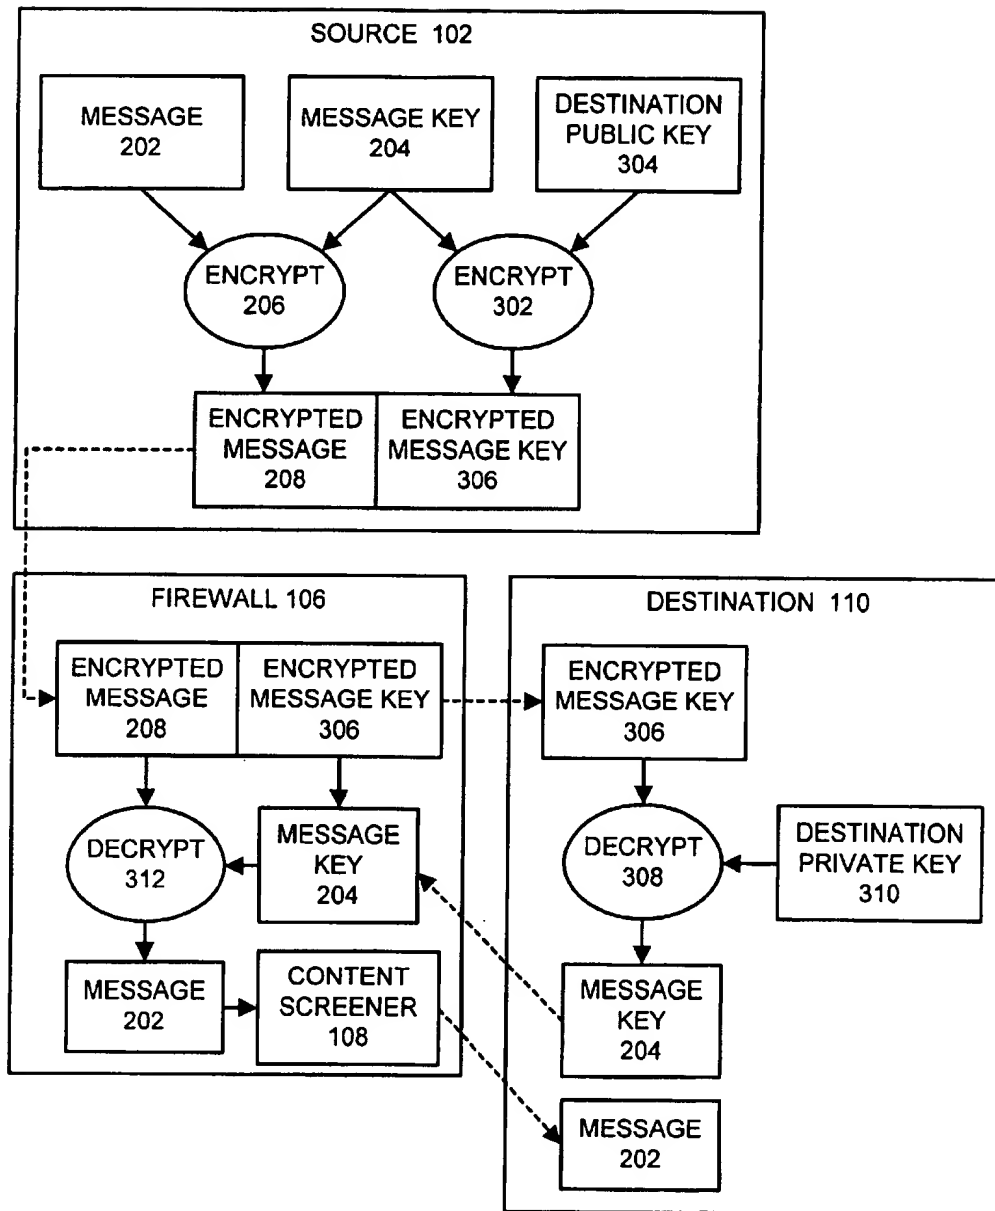 SOURCE 102
MESSAGE
202
MESSAGE KEY
204
DESTINATION
PUBLIC KEY
304
ENCRYPT
206
ENCRYPT
302
ENCRYPTED
MESSAGE
208
ENCRYPTED
MESSAGE KEY
306
FIREWALL 106
ENCRYPTED
MESSAGE
208
ENCRYPTED
MESSAGE KEY
306
DECRYPT
312
MESSAGE
KEY
204
MESSAGE
202
CONTENT
SCREENER
108
DESTINATION 110
ENCRYPTED
MESSAGE KEY
306
DECRYPT
308
DESTINATION
PRIVATE KEY
310
MESSAGE
KEY
204
MESSAGE
202